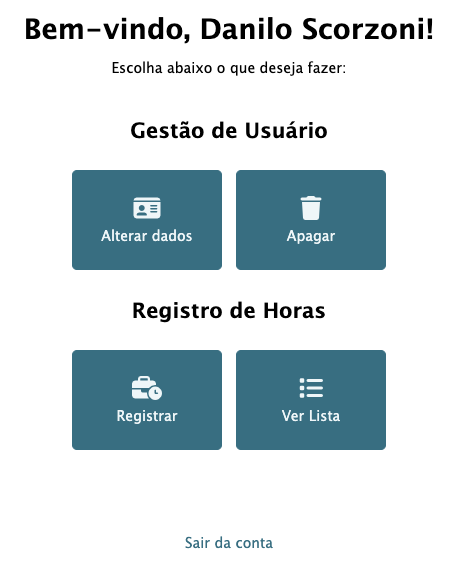 Bem-vindo, Danilo Scorzoni!
Escolha abaixo o que deseja fazer:
Gestão de Usuário
Alterar dados
Apagar
Registro de Horas
Registrar
Ver Lista
Sair da conta